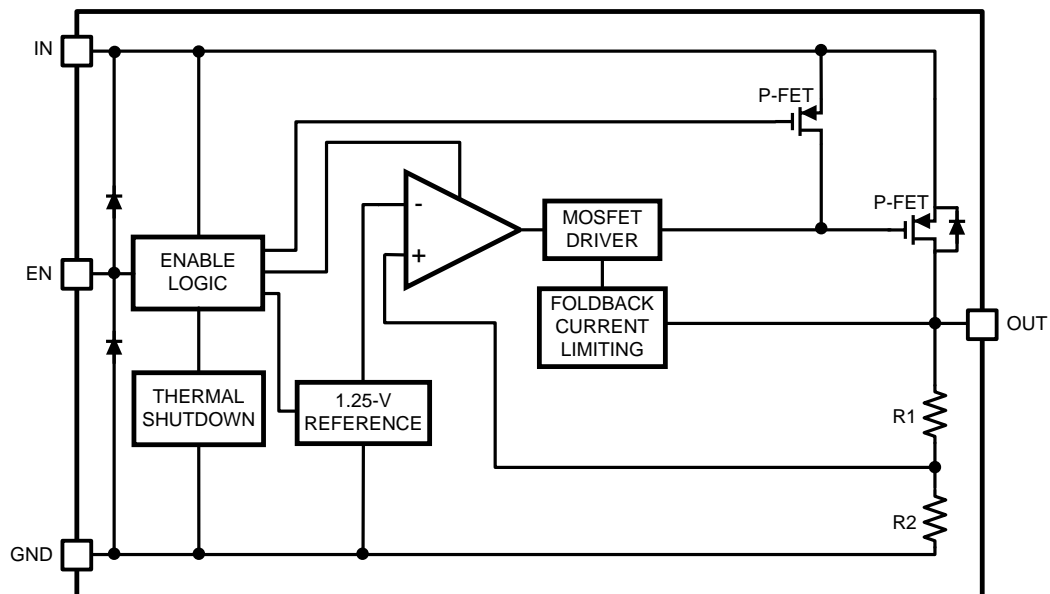 IN
P-FET
P-FET
MOSFET
DRIVER
-
+
EN
ENABLE
LOGIC
FOLDBACK
CURRENT
LIMITING
OUT
THERMAL
SHUTDOWN
1.25-V
REFERENCE
R1
R2
GND